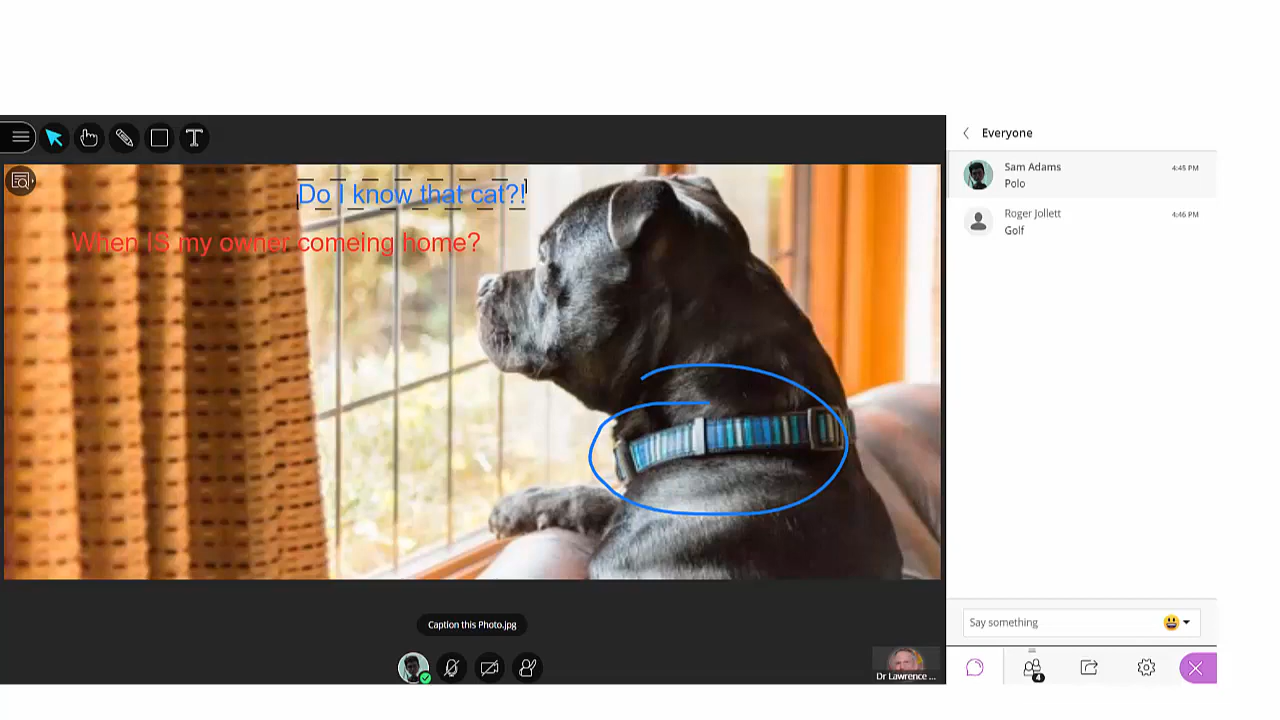 T
Do I know that cat?!
When IS my owner comeing home?
Caption this Photo.jpg
Dr Lawrence ...
Everyone
Sam Adams
4:45 PM
Polo
Roger Jollett
4:46 PM
Golf
Say something
4